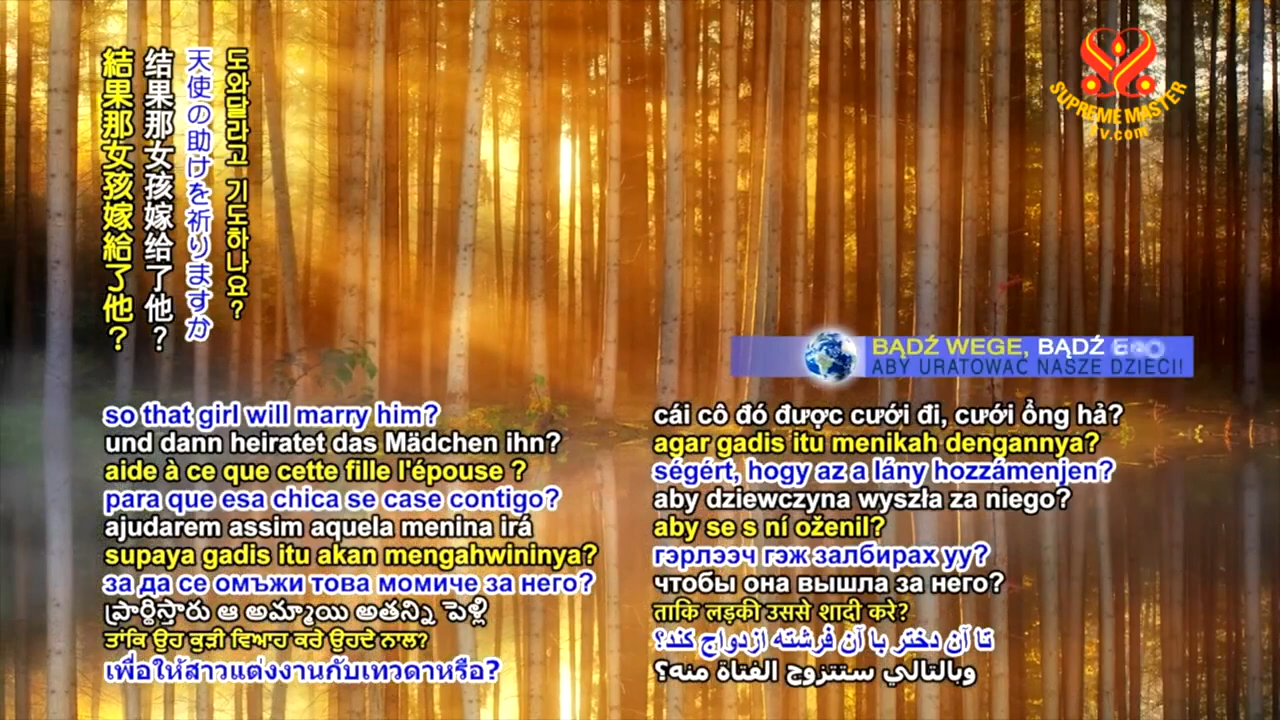 도와달라고 기도하나요?
天使の助けを祈りますか
结果那女孩嫁给了他？
結果那女孩嫁給了他？
SUPREME MASTER
tv.com
BĄDŹ WEGE, BĄDŹ
ABY URATOWAĆ NASZE DZIECI!
so that girl will marry him?
und dann heiratet das Mädchen ihn?
aide à ce que cette fille l'épouse ?
para que esa chica se case contigo?
ajudarem assim aquela menina irá
supaya gadis itu akan mengahwininya?
за да се омъжи това момиче за него?
ప్రార్థిస్తారు ఆ అమ్మాయి అతన్ని పెళ్లి
ਤਾਂਕਿ ਉਹ ਕੁੜੀ ਵਿਆਹ ਕਰੇ ਉਹਦੇ ਨਾਲ?
เพื่อให้สาวแต่งงานกับเทวดาหรือ?
cái cô đó được cưới đi, cưới ổng hả?
agar gadis itu menikah dengannya?
ségért, hogy az a lány hozzámenjen?
aby dziewczyna wyszła za niego?
aby se s ní oženil?
гэрлээч гэж залбирах уу?
чтобы она вышла за него?
ताकि लड़की उससे शादी करे?
تا آن دختر با آن فرشته ازدواج کند؟
وبالتالي ستتزوج الفتاة منه؟